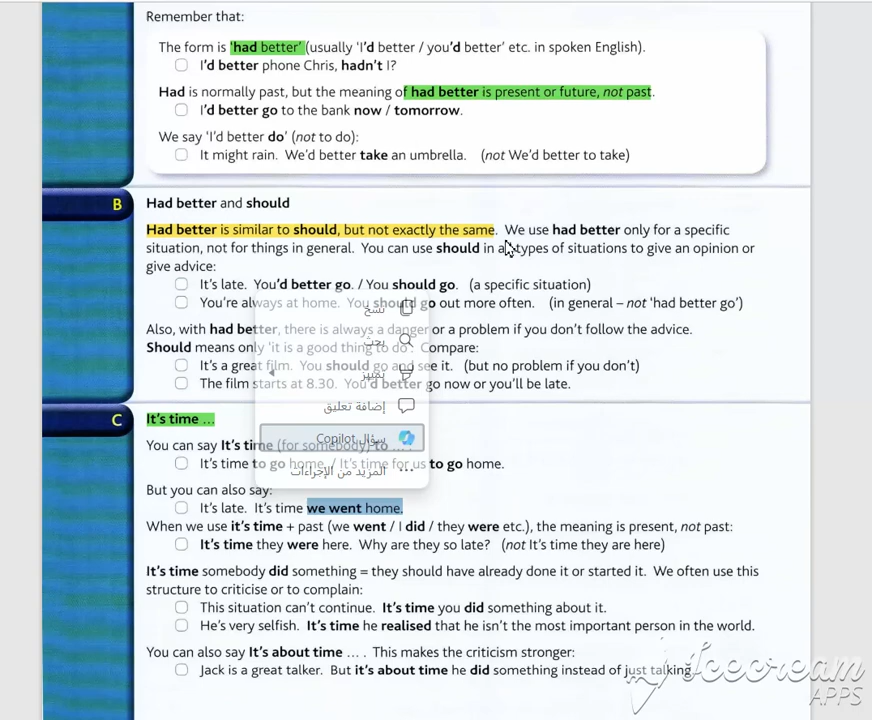 Remember that:
The form is 'had better' (usually 'I'd better / you'd better' etc. in spoken English).
I'd better phone Chris, hadn't I?
Had is normally past, but the meaning of had better is present or future, not past.
I'd better go to the bank now / tomorrow.
We say 'I'd better do' (not to do):
It might rain. We'd better take an umbrella. (not We'd better to take)
B
Had better and should
Had better is similar to should, but not exactly the same. We use had better only for a specific
situation, not for things in general. You can use should in all types of situations to give an opinion or
give advice:
It's late. You'd better go. / You should go. (a specific situation)
You're always at home. You should go out more often. (in general – not 'had better go')
نسخ
Also, with had better, there is always a danger or a problem if you don't follow the advice.
بحث
Should means only 'it is a good thing to do'. Compare:
It's a great film. You should go and see it. (but no problem if you don't)
تمييز
The film starts at 8.30. You'd better go now or you'll be late.
إضافة تعليق
C
It's time ...
سؤال Copilot
You can say It's time (for somebody) to ... .
It's time to go home. / It's time for us to go home.
المزيد من الإجراءات
But you can also say:
It's late. It's time we went home.
When we use it's time + past (we went / I did / they were etc.), the meaning is present, not past:
It's time they were here. Why are they so late? (not It's time they are here)
It's time somebody did something = they should have already done it or started it. We often use this
structure to criticise or to complain:
This situation can't continue. It's time you did something about it.
He's very selfish. It's time he realised that he isn't the most important person in the world.
You can also say It's about time ... . This makes the criticism stronger:
Jack is a great talker. But it's about time he did something instead of just talking.
Icecream
APPS